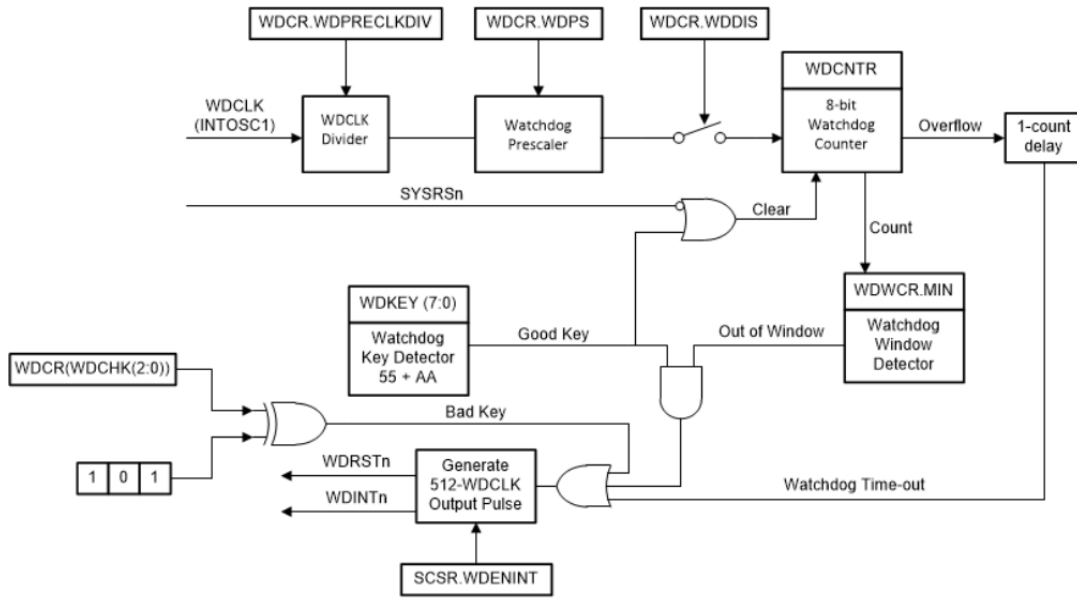 WDCR.WDPRECLKDIV
WDCR.WDPS
WDCR.WDDIS
WDCNTR
WDCLK
(INTOSC1)
WDCLK
Divider
Watchdog
Prescaler
8-bit
Watchdog
Counter
Overflow
1-count
delay
SYSRSn
Clear
Count
WDKEY (7:0)
Watchdog
Key Detector
55 + AA
Good Key
Out of Window
WDWCR.MIN
Watchdog
Window
Detector
WDCR(WDCHK(2:0))
Bad Key
1 0 1
WDRSTn
WDINTn
Generate
512-WDCLK
Output Pulse
Watchdog Time-out
SCSR.WDENINT